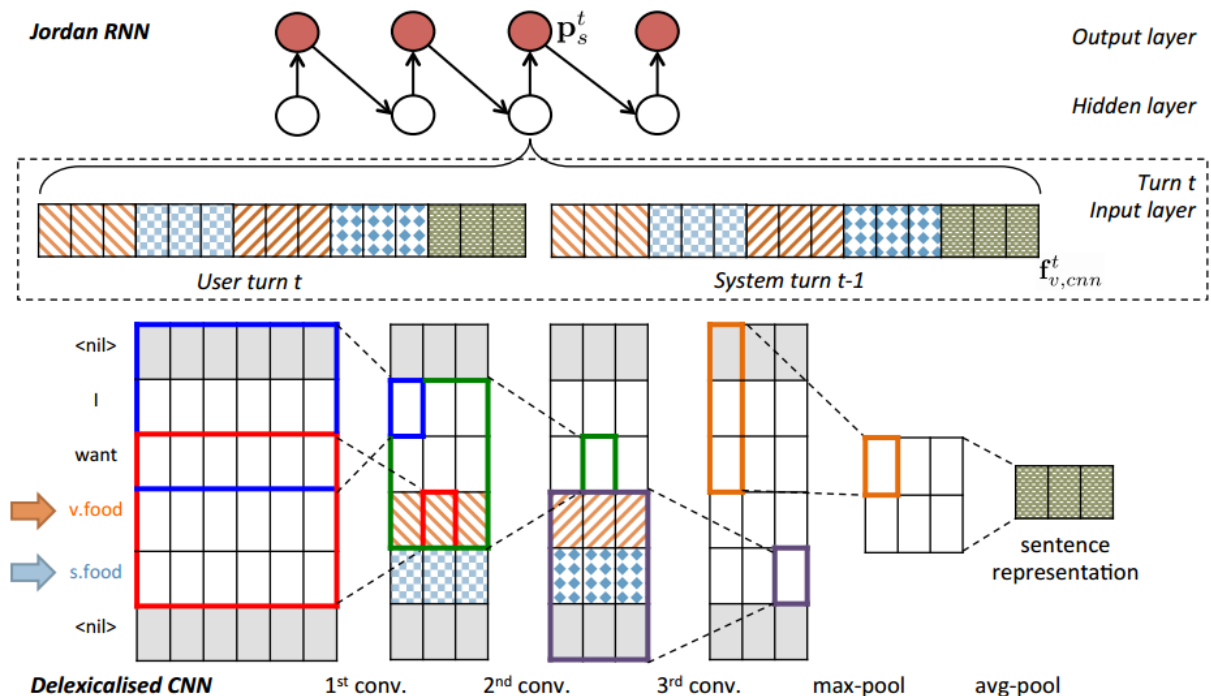 Jordan RNN
p_s^t
Output layer
Hidden layer
Turn t
Input layer
User turn t
System turn t-1
f_{v,cnn}^t
<nil>
I
want
v.food
s.food
<nil>
sentence
representation
Delexicalised CNN
1st conv.
2nd conv.
3rd conv.
max-pool
avg-pool